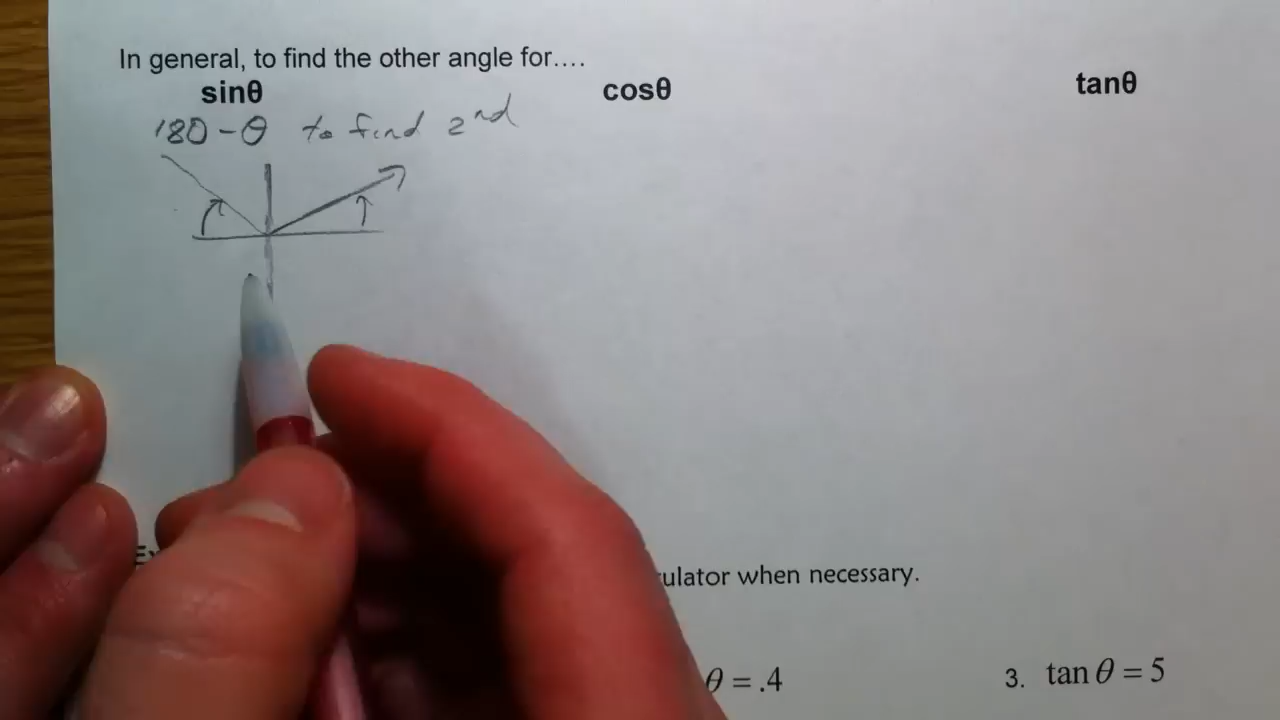 In general, to find the other angle for….
sinθ
cosθ
tanθ
180-θ to find 2nd
ulator when necessary.
θ = .4
3. tan θ = 5